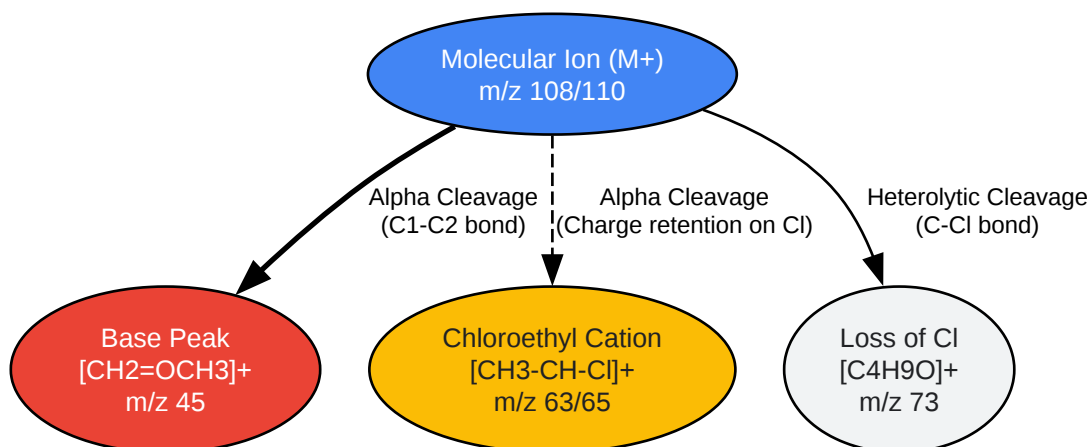 Molecular Ion (M+)
m/z 108/110
Alpha Cleavage
(C1-C2 bond)
Alpha Cleavage
(Charge retention on Cl)
Heterolytic Cleavage
(C-Cl bond)
Base Peak
[CH2=OCH3]+
m/z 45
Chloroethyl Cation
[CH3-CH-Cl]+
m/z 63/65
Loss of Cl
[C4H9O]+
m/z 73